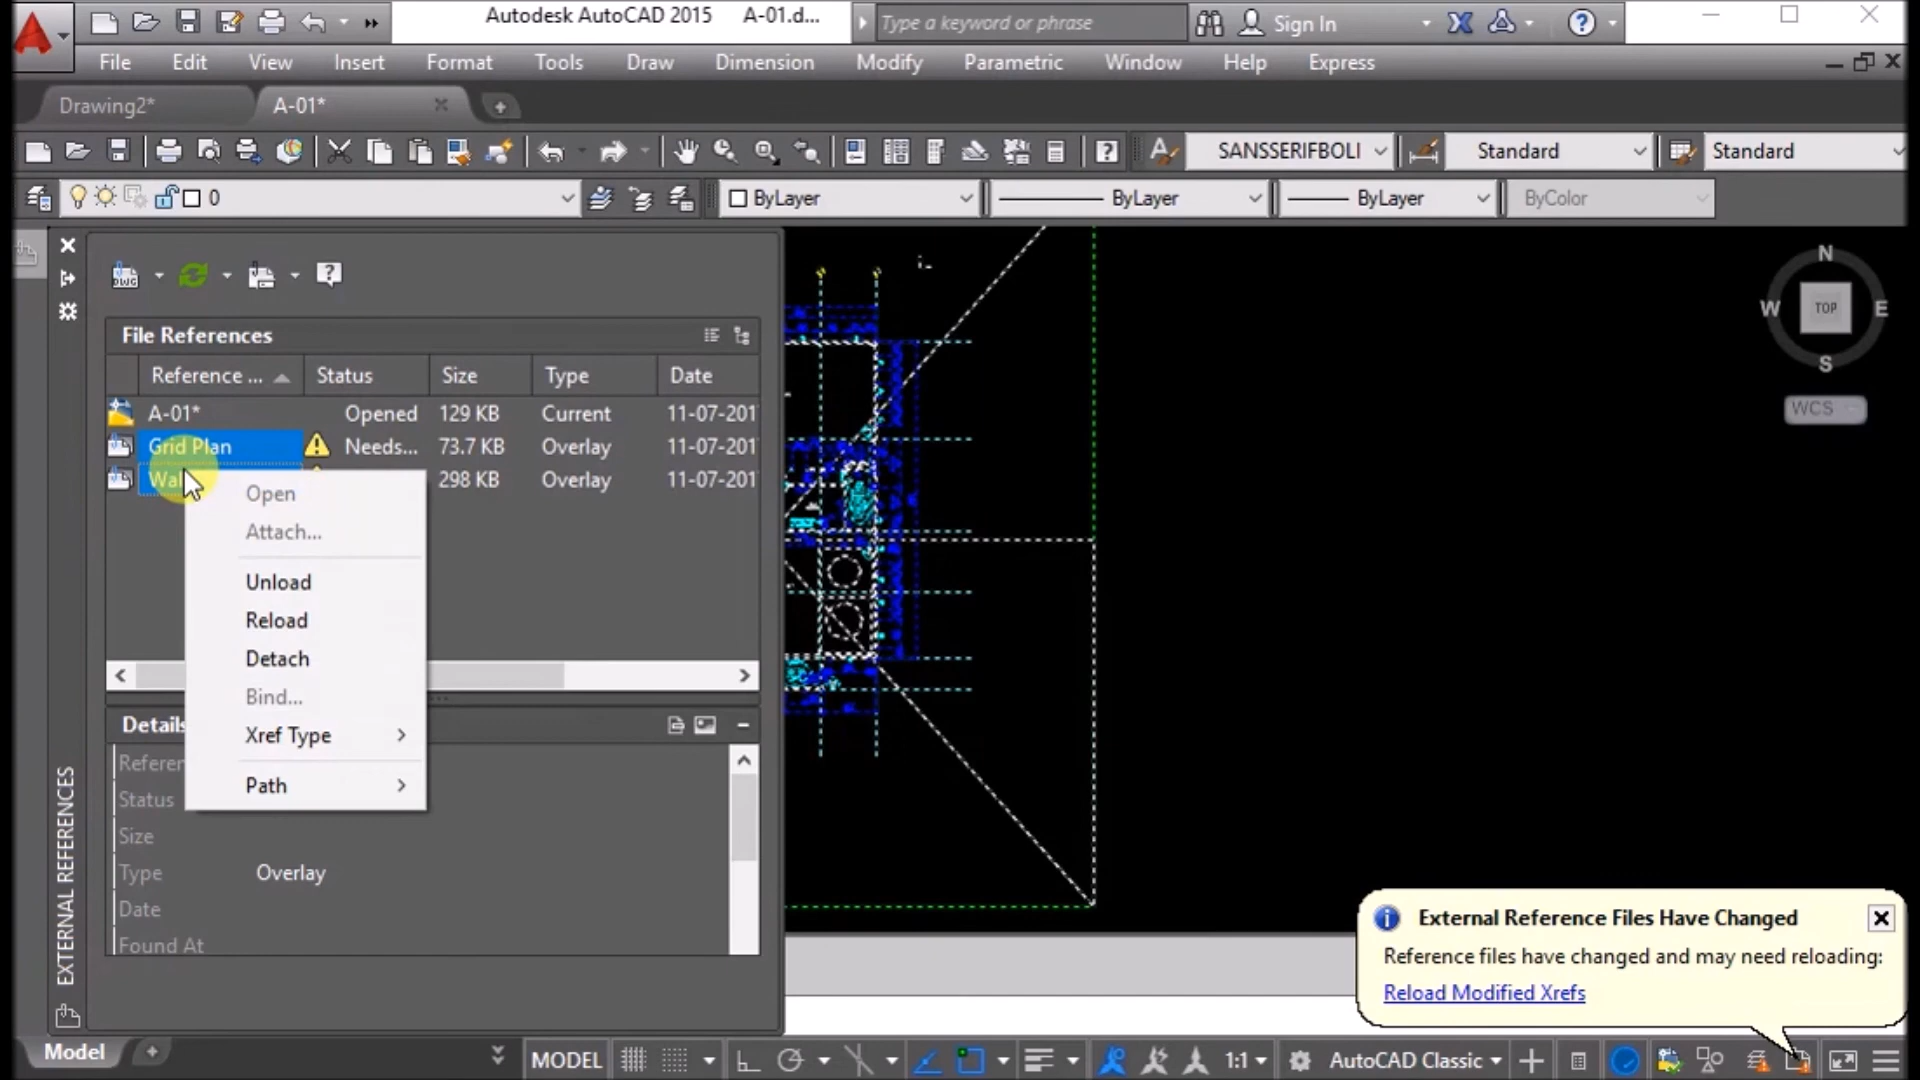 Autodesk AutoCAD 2015 A-01.d...
Type a keyword or phrase
Sign In
File Edit View Insert Format Tools Draw Dimension Modify Parametric Window Help Express
Drawing2* A-01*
SANSSERIFBOLI Standard Standard
0 ByLayer ByLayer ByLayer ByColor
DWG
File References
Reference ... Status Size Type Date
A-01* Opened 129 KB Current 11-07-201
Grid Plan Needs... 73.7 KB Overlay 11-07-201
298 KB Overlay 11-07-201
Open
Attach...
Unload
Reload
Detach
Bind...
Xref Type
Path
Details
Status
Size
Type Overlay
Date
Found At
EXTERNAL REFERENCES
N
W TOP E
S
WCS
External Reference Files Have Changed
Reference files have changed and may need reloading:
Reload Modified Xrefs
Model
MODEL 1:1 AutoCAD Classic